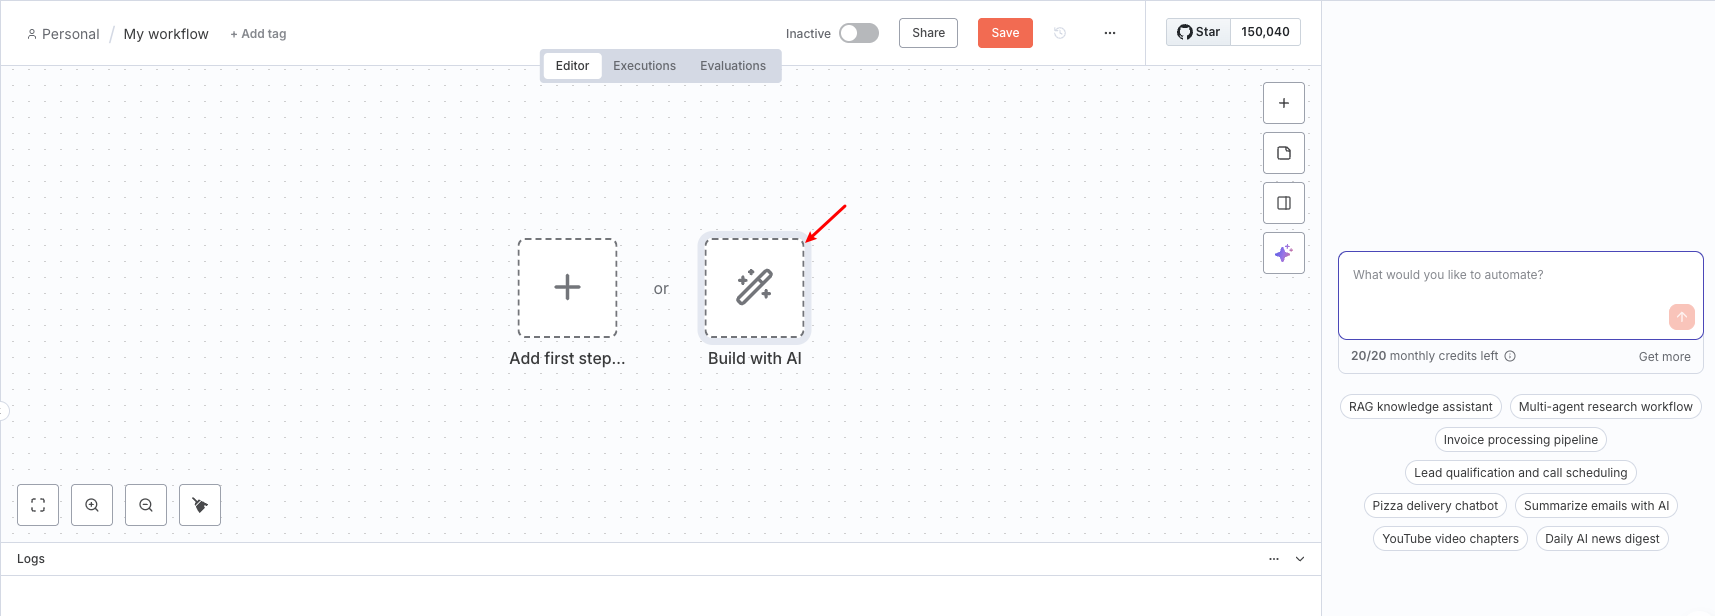 Personal / My workflow + Add tag
Inactive Share Save ... Star 150,040
Editor Executions Evaluations
or
Add first step... Build with AI
Logs
What would you like to automate?
20/20 monthly credits left Get more
RAG knowledge assistant Multi-agent research workflow
Invoice processing pipeline
Lead qualification and call scheduling
Pizza delivery chatbot Summarize emails with AI
YouTube video chapters Daily AI news digest